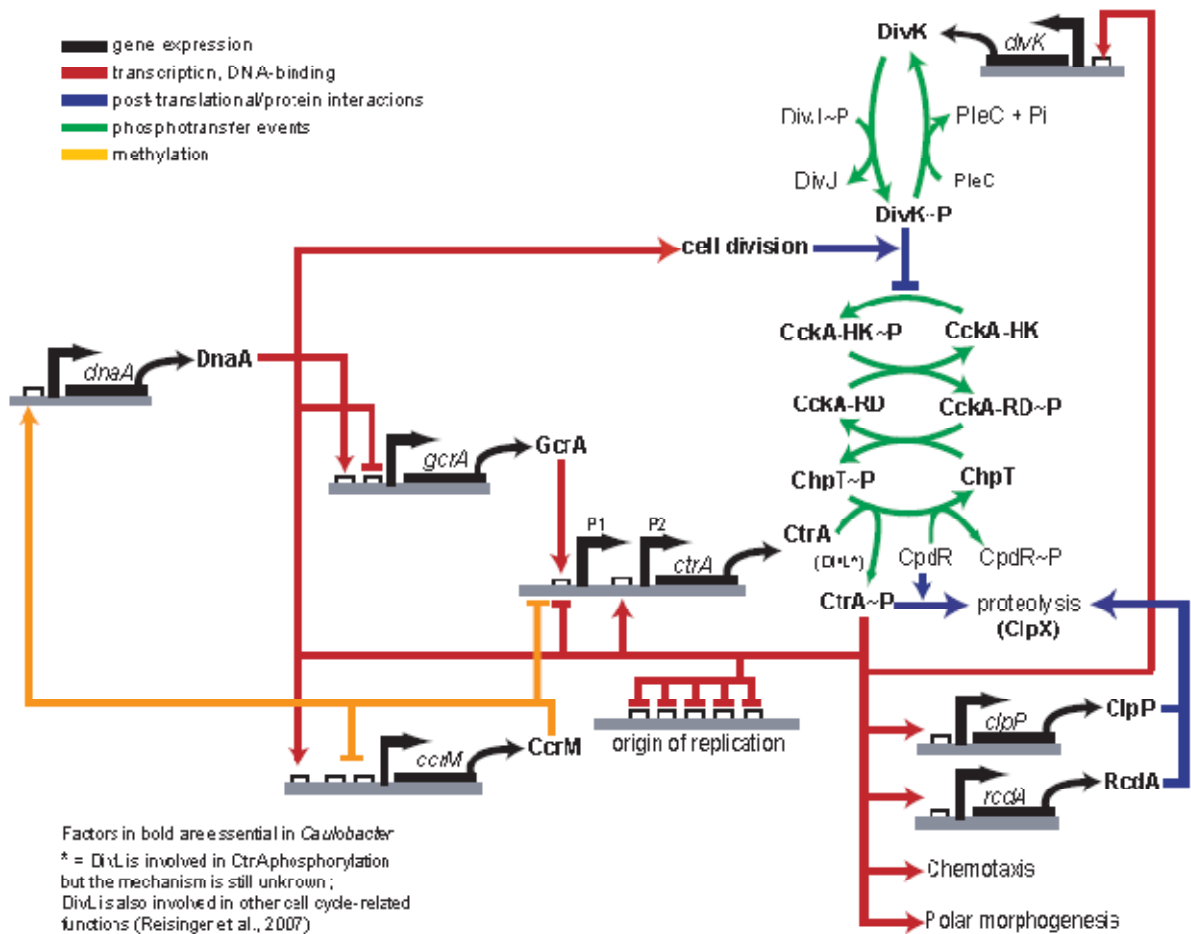 gene expression
transcription, DNA-binding
post-translational/protein interactions
phosphotransfer events
methylation
DivK
divK
DivJ~P
PleC + Pi
DivJ
PleC
DivK~P
cell division
CckA-HK~P
CckA-HK
dnaA
DnaA
CckA-RD
CckA-RD~P
gcrA
GcrA
ChpT~P
ChpT
P1
P2
ctrA
CtrA
(DivL*)
CpdR
CpdR~P
CtrA~P
proteolysis
(ClpX)
clpP
ClpP
origin of replication
ccrM
CcrM
rcdA
RcdA
Factors in bold are essential in Caulobacter
* = DivL is involved in CtrA phosphorylation
but the mechanism is still unknown;
DivL is also involved in other cell cycle-related
functions (Reisinger et al., 2007)
Chemotaxis
Polar morphogenesis